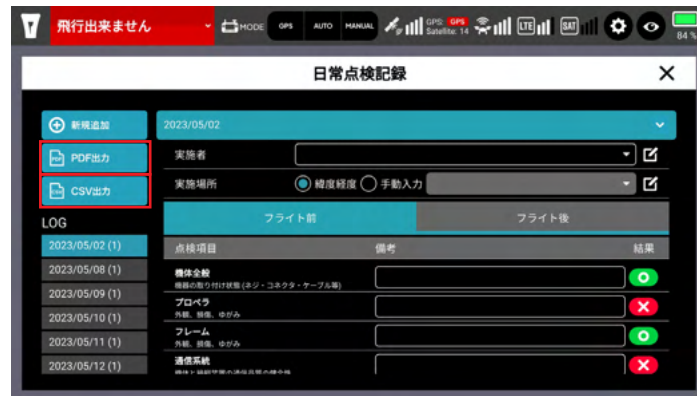 飛行出来ません
MODE
GPS
AUTO
MANUAL
GPS: GPS
Satellite: 14
LTE
SAT
84 %
日常点検記録
新規追加
2023/05/02
PDF出力
CSV出力
実施者
実施場所
緯度経度
手動入力
フライト前
フライト後
LOG
点検項目
備考
結果
2023/05/02 (1)
2023/05/08 (1)
2023/05/09 (1)
2023/05/10 (1)
2023/05/11 (1)
2023/05/12 (1)
機体全般
機器の取り付け状態 (ネジ・コネクタ・ケーブル等)
プロペラ
外観、損傷、ゆがみ
フレーム
外観、損傷、ゆがみ
通信系統